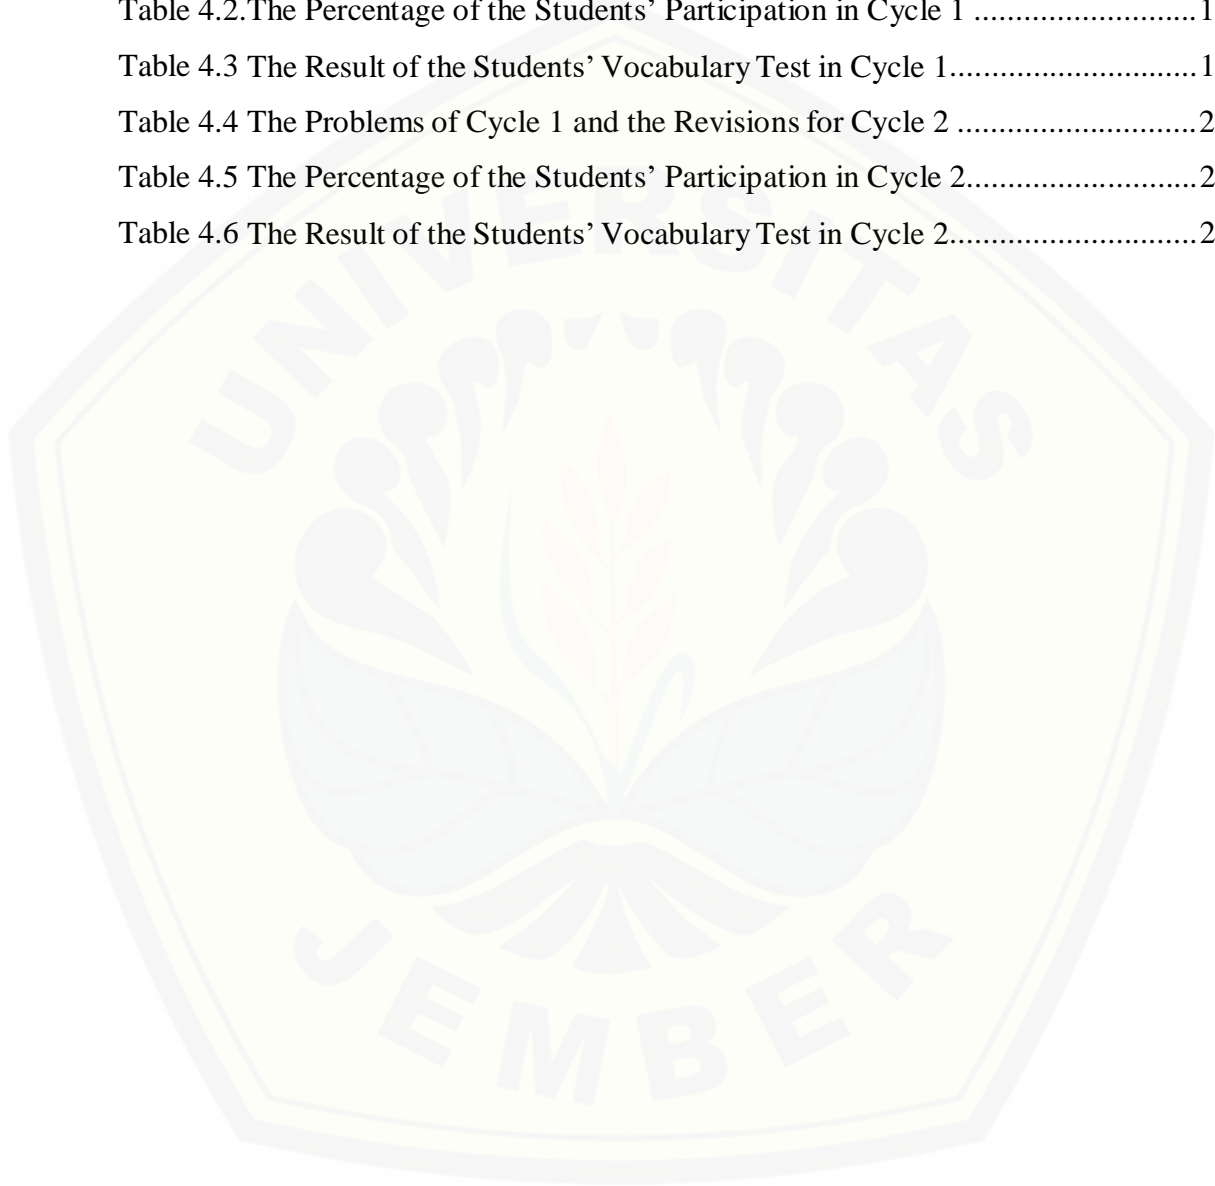 Table 4.2.The Percentage of the Students’ Participation in Cycle 1 ...........................1
Table 4.3 The Result of the Students’ Vocabulary Test in Cycle 1..............................1
Table 4.4 The Problems of Cycle 1 and the Revisions for Cycle 2 .............................2
Table 4.5 The Percentage of the Students’ Participation in Cycle 2............................2
Table 4.6 The Result of the Students’ Vocabulary Test in Cycle 2..............................2
UNIVERSITAS
JEMBER